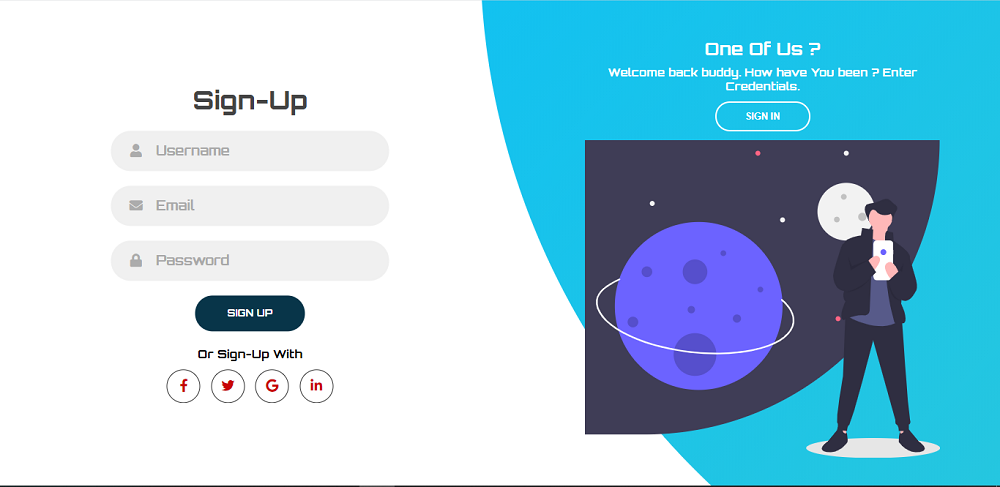 Sign-Up
Username
Email
Password
SIGN UP
Or Sign-Up With
One Of Us ?
Welcome back buddy. How have You been ? Enter
Credentials.
SIGN IN